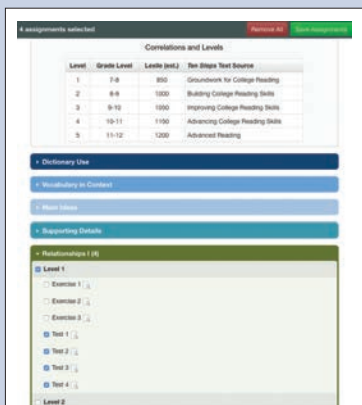 4 assignments selected Remove All Save Assignments
Correlations and Levels
Level Grade Level Lexile (est.) Ten Steps Text Source
1 7-8 850 Groundwork for College Reading
2 8-9 1000 Building College Reading Skills
3 9-10 1050 Improving College Reading Skills
4 10-11 1150 Advancing College Reading Skills
5 11-12 1200 Advanced Reading
Dictionary Use
Vocabulary in Context
Main Ideas
Supporting Details
Relationships I (4)
Level 1
Exercise 1
Exercise 2
Exercise 3
Test 1
Test 2
Test 3
Test 4
Level 2